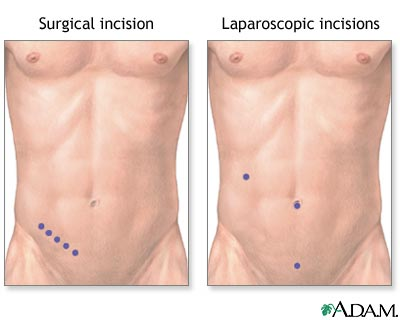 Surgical incision
Laparoscopic incisions
A.D.A.M.